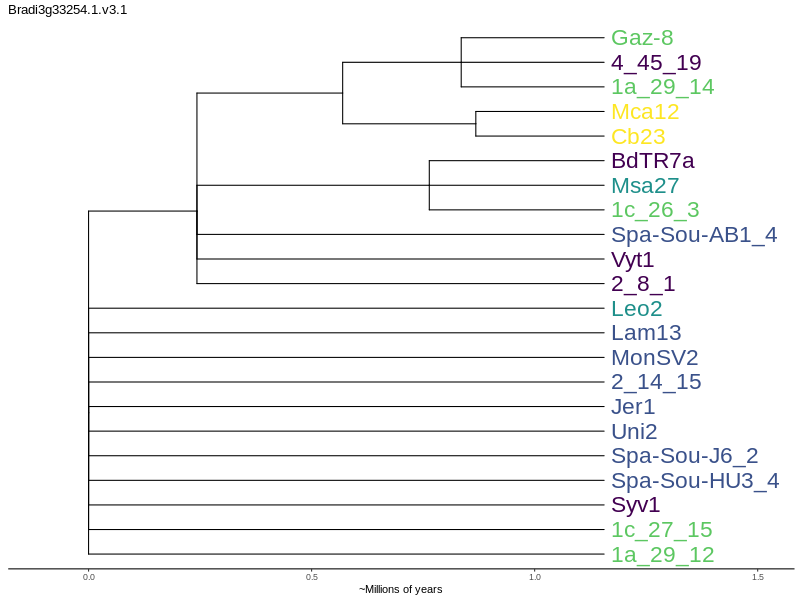 Bradi3g33254.1.v3.1
Gaz-8
4_45_19
1a_29_14
Mca12
Cb23
BdTR7a
Msa27
1c_26_3
Spa-Sou-AB1_4
Vyt1
2_8_1
Leo2
Lam13
MonSV2
2_14_15
Jer1
Uni2
Spa-Sou-J6_2
Spa-Sou-HU3_4
Syv1
1c_27_15
1a_29_12
0.0 0.5 1.0 1.5
~Millions of years